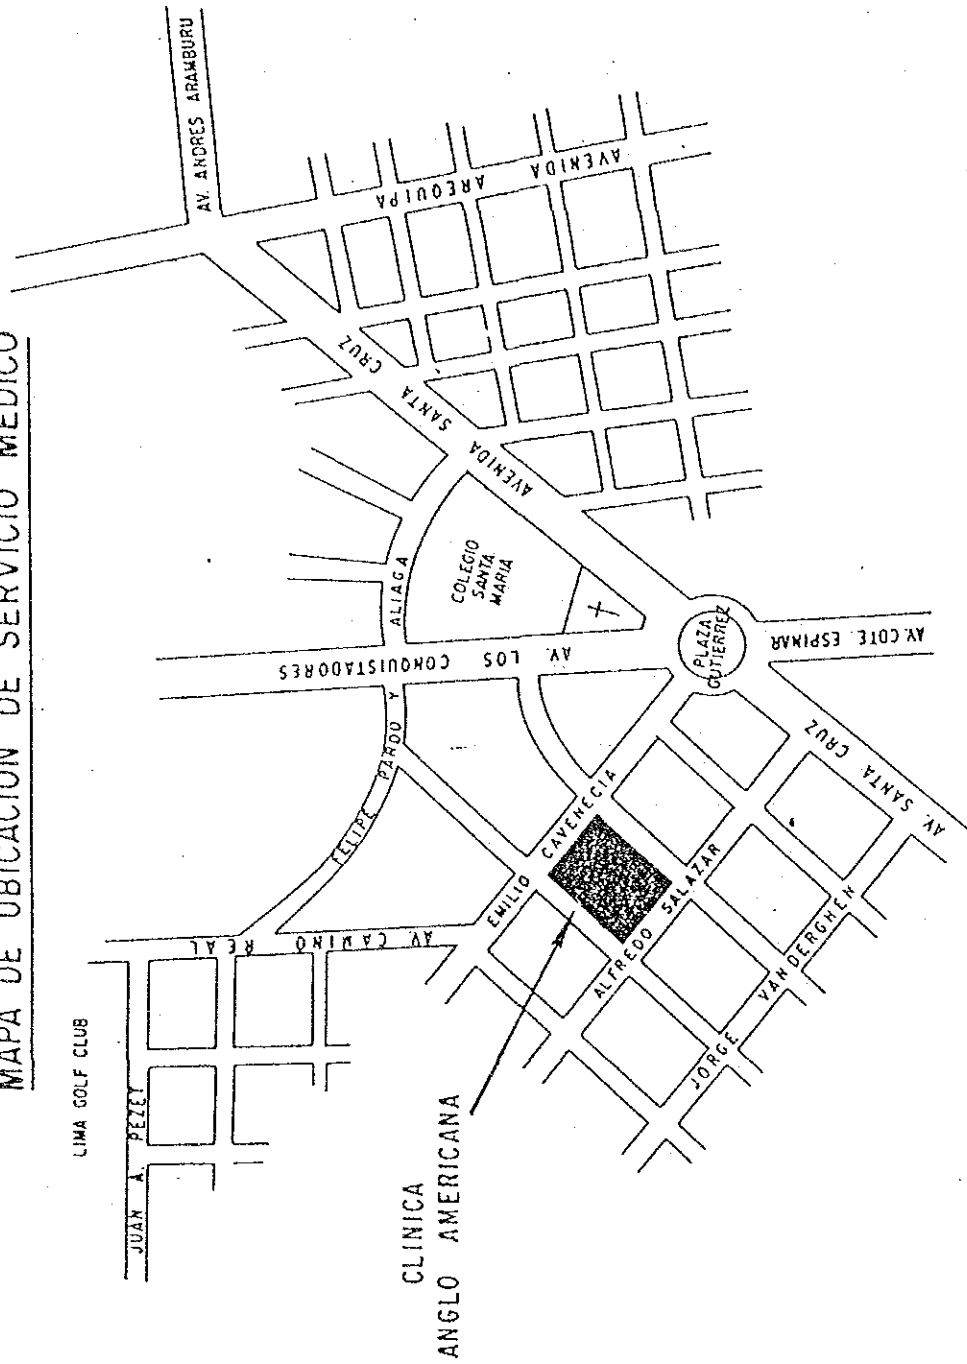 MAPA DE UBICACION DE SERVICIO MEDICO
LIMA GOLF CLUB
JUAN A. PEZET
AV. CAMINO REAL
FELIPE PARDO Y ALIAGA
AV. LOS CONQUISTADORES
COLEGIO
SANTA
MARIA
AVENIDA SANTA CRUZ
AV. ANDRES ARAMBURU
AVENIDA AREQUIPA
EMILIO CAVENECIA
ALFREDO SALAZAR
JORGE VANDERGHEN
PLAZA
GUTIERREZ
AV. COTE. ESPINAR
AV. SANTA CRUZ
CLINICA
ANGLO AMERICANA